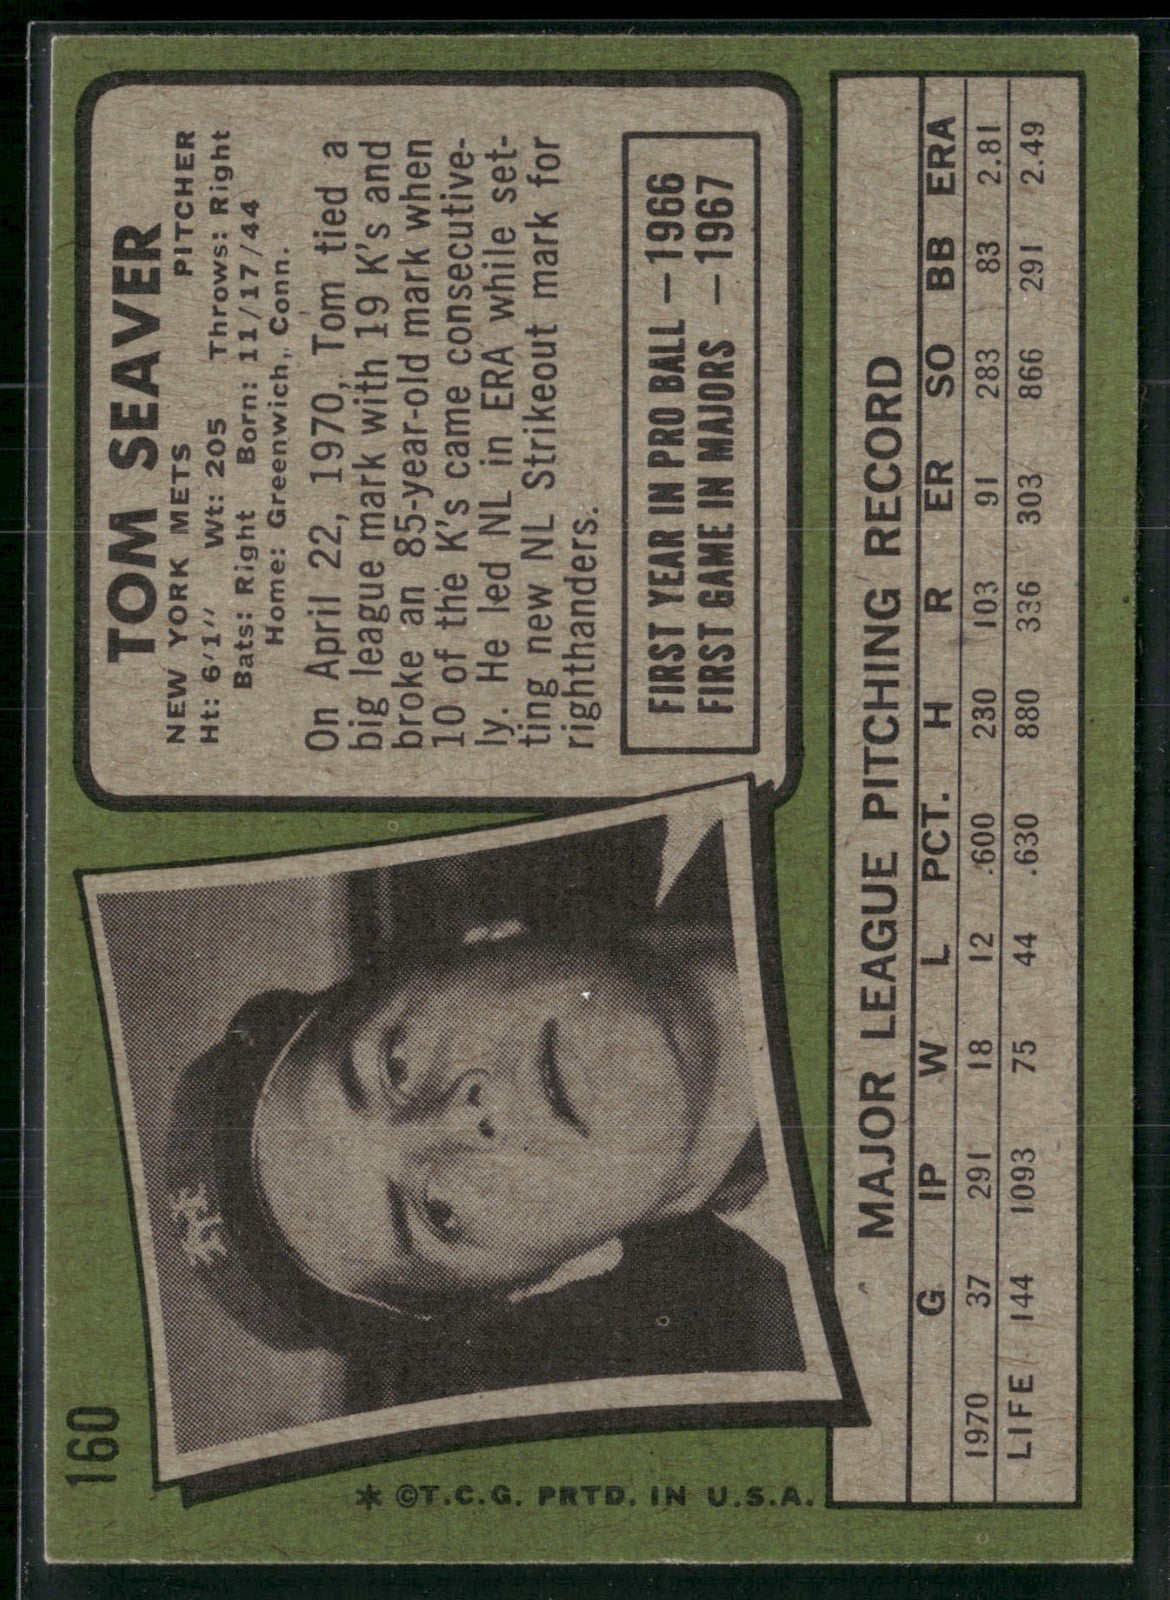 160
TOM SEAVER
NEW YORK METS PITCHER
Ht: 6'1" Wt: 205 Throws: Right
Bats: Right Born: 11/17/44
Home: Greenwich, Conn.
On April 22, 1970, Tom tied a
big league mark with 19 K's and
broke an 85-year-old mark when
10 of the K's came consecutive-
ly. He led NL in ERA while set-
ting new NL Strikeout mark for
righthanders.
FIRST YEAR IN PRO BALL — 1966
FIRST GAME IN MAJORS — 1967
* ©T.C.G. PRTD. IN U.S.A.
MAJOR LEAGUE PITCHING RECORD
G IP W L PCT. H R ER SO BB ERA
1970 37 291 18 12 .600 230 103 91 283 83 2.81
LIFE 144 1093 75 44 .630 880 336 303 866 291 2.49